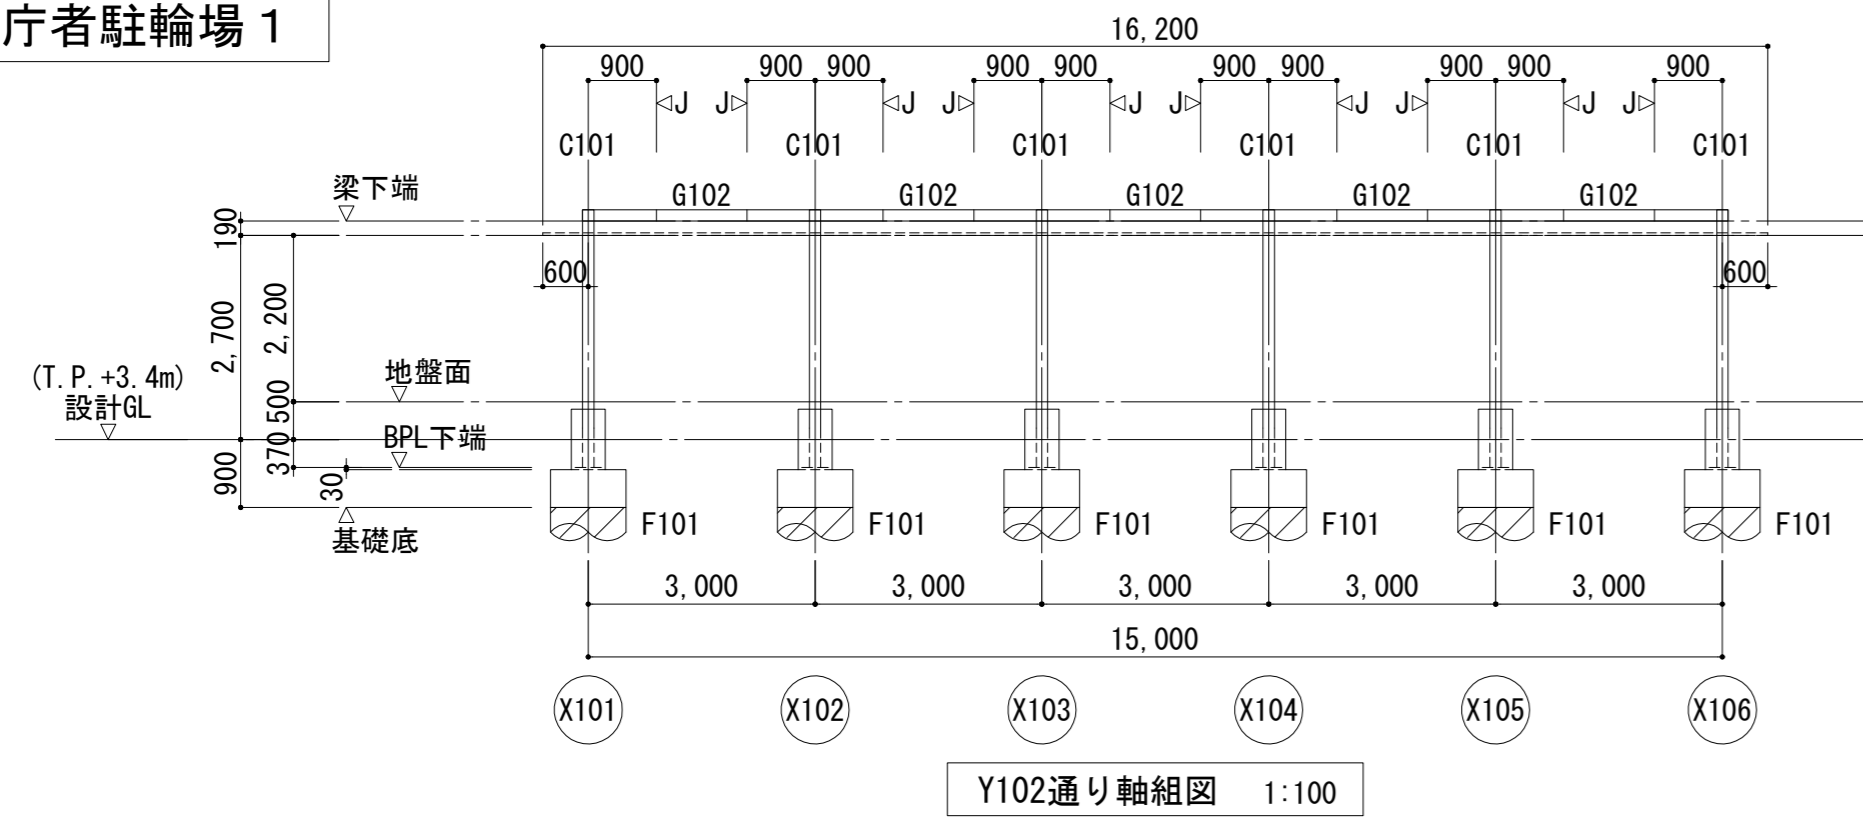 庁者駐輪場1
16,200
900 900 900 900 900 900 900 900 900 900
J J J J J J J J J J
C101 C101 C101 C101 C101 C101
梁下端
G102 G102 G102 G102 G102
190
600 600
2,700
2,200
(T.P.+3.4m)
設計GL
地盤面
500
BPL下端
370
900
30
基礎底
F101 F101 F101 F101 F101 F101
3,000 3,000 3,000 3,000 3,000
15,000
X101 X102 X103 X104 X105 X106
Y102通り軸組図 1:100